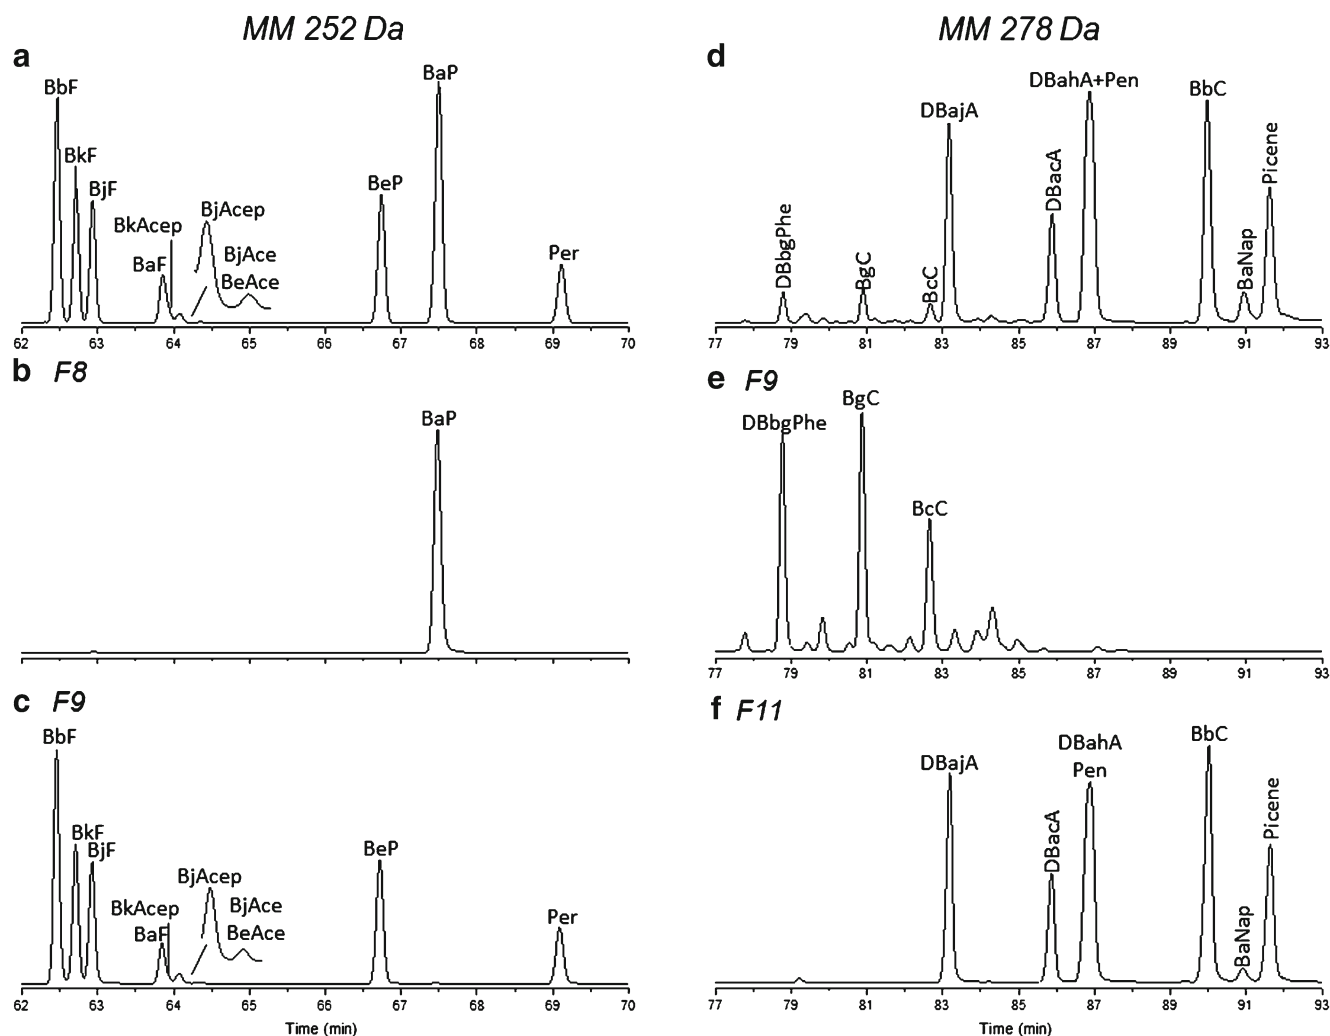 MM 252 Da
a
BbF
BkF
BjF
BkAcep
BaF
BjAcep
BjAce
BeAce
BeP
BaP
Per
62 63 64 65 66 67 68 69 70
b F8
BaP
c F9
BbF
BkF
BjF
BkAcep
BaF
BjAcep
BjAce
BeAce
BeP
Per
62 63 64 65 66 67 68 69 70
Time (min)
MM 278 Da
d
DBbgPhe
BgC
BcC
DBajA
DBacA
DBahA+Pen
BbC
BaNap
Picene
77 79 81 83 85 87 89 91 93
e F9
DBbgPhe
BgC
BcC
77 79 81 83 85 87 89 91 93
f F11
DBajA
DBacA
DBahA
Pen
BbC
BaNap
Picene
77 79 81 83 85 87 89 91 93
Time (min)